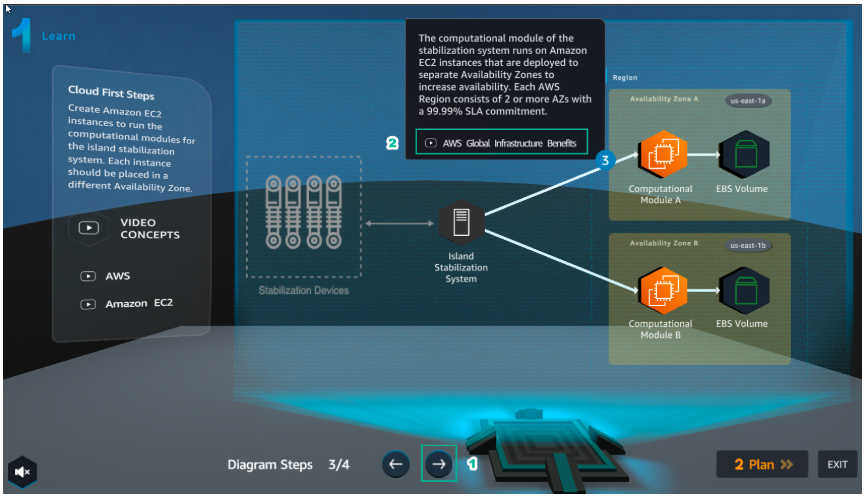 1 Learn
Cloud First Steps
Create Amazon EC2
instances to run the
computational modules for
the island stabilization
system. Each instance
should be placed in a
different Availability Zone.
VIDEO
CONCEPTS
AWS
Amazon EC2
The computational module of the
stabilization system runs on Amazon
EC2 instances that are deployed to
separate Availability Zones to
increase availability. Each AWS
Region consists of 2 or more AZs with
a 99.99% SLA commitment.
2
AWS Global Infrastructure Benefits
Region
Availability Zone A
us-east-1a
3
Computational
Module A
EBS Volume
Stabilization Devices
Island
Stabilization
System
Availability Zone B
us-east-1b
Computational
Module B
EBS Volume
Diagram Steps 3/4
1
2 Plan
EXIT